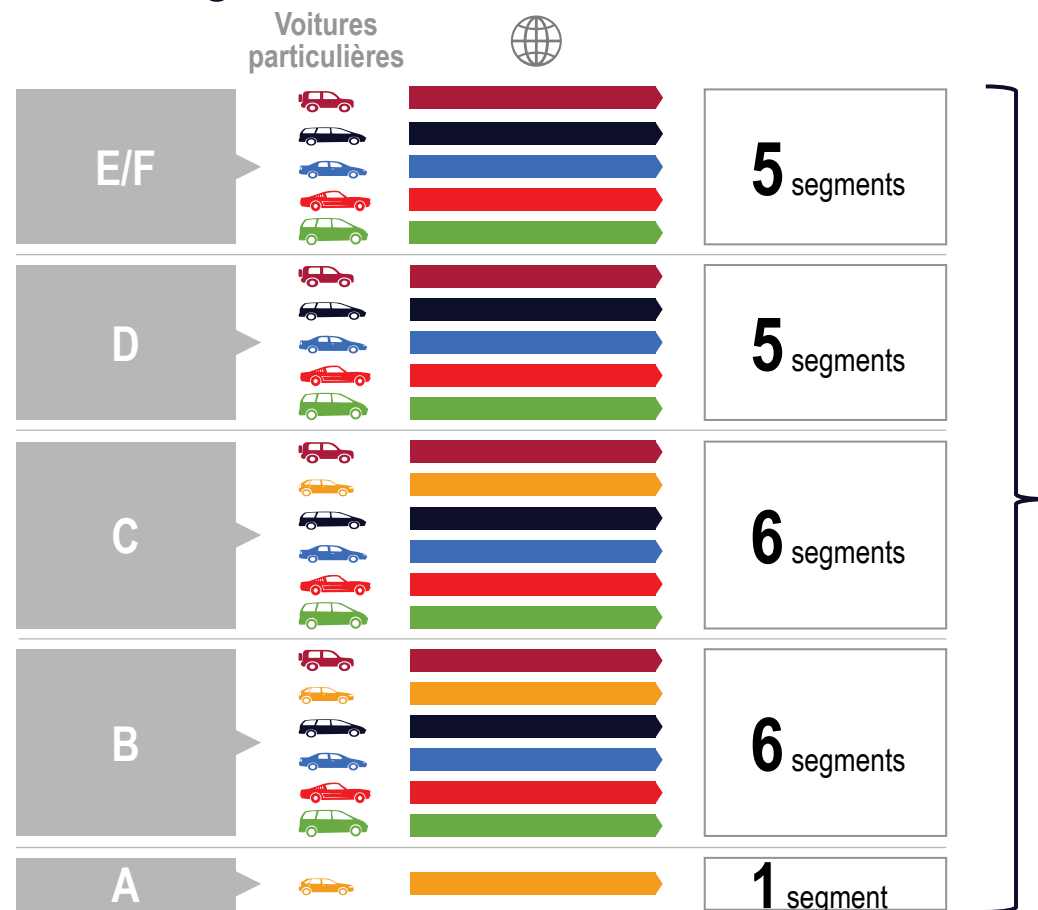 Voitures
particulières
E/F
5 segments
D
5 segments
C
6 segments
B
6 segments
A
1 segment